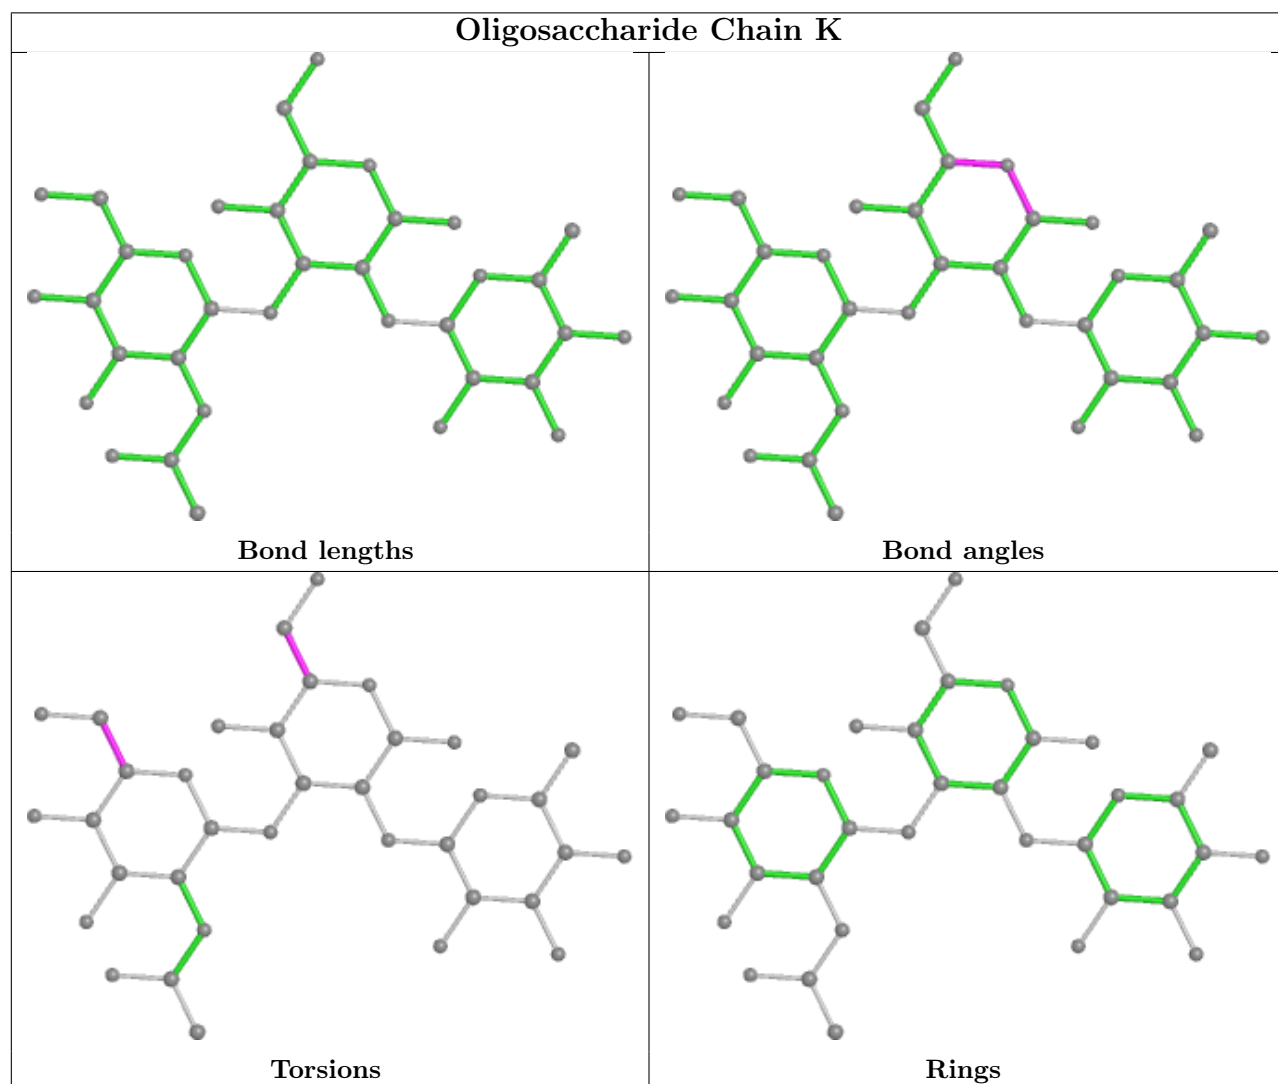 Oligosaccharide Chain K
Bond lengths
Bond angles
Torsions
Rings